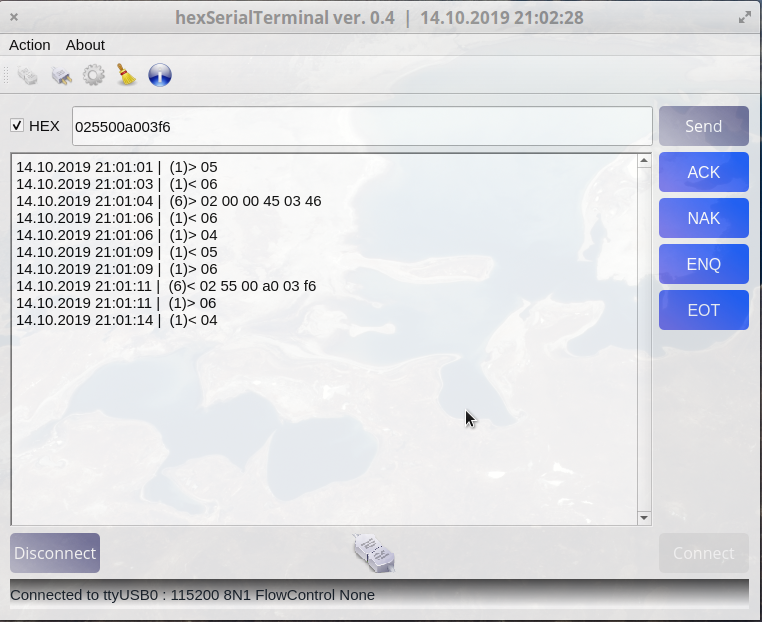 hexSerialTerminal ver. 0.4 | 14.10.2019 21:02:28
Action About
HEX 025500a003f6 Send
14.10.2019 21:01:01 | (1)> 05
14.10.2019 21:01:03 | (1)< 06
14.10.2019 21:01:04 | (6)> 02 00 00 45 03 46
14.10.2019 21:01:06 | (1)< 06
14.10.2019 21:01:06 | (1)> 04
14.10.2019 21:01:09 | (1)< 05
14.10.2019 21:01:09 | (1)> 06
14.10.2019 21:01:11 | (6)< 02 55 00 a0 03 f6
14.10.2019 21:01:11 | (1)> 06
14.10.2019 21:01:14 | (1)< 04
ACK
NAK
ENQ
EOT
Disconnect Connect
Connected to ttyUSB0 : 115200 8N1 FlowControl None